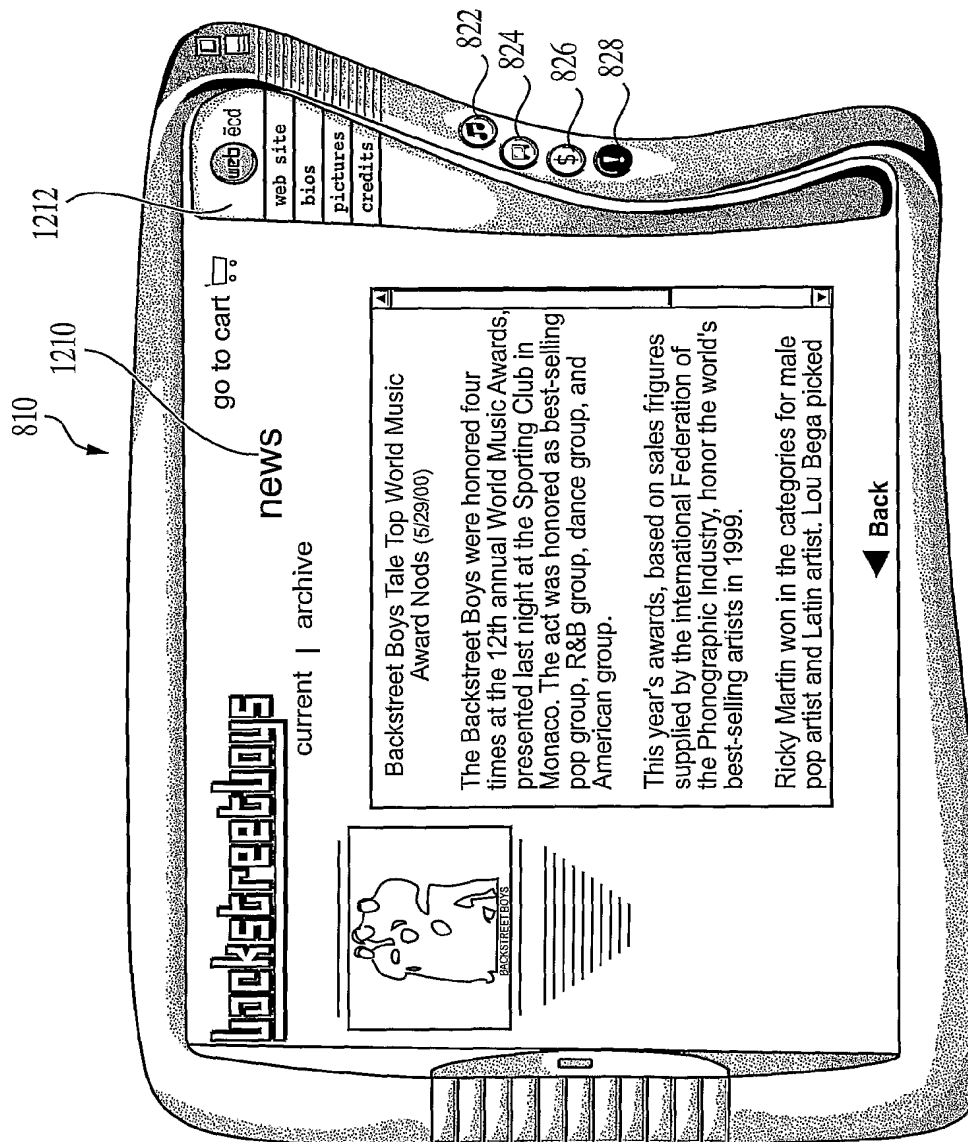 810
1210
1212
backstreetboys
go to cart
news
current | archive
web ēcd
web site
bios
pictures
credits
822
824
$ 826
! 828
BACKSTREET BOYS
Backstreet Boys Tale Top World Music
Award Nods (5/29/00)
The Backstreet Boys were honored four
times at the 12th annual World Music Awards,
presented last night at the Sporting Club in
Monaco. The act was honored as best-selling
pop group, R&B group, dance group, and
American group.
This year's awards, based on sales figures
supplied by the international Federation of
the Phonographic Industry, honor the world's
best-selling artists in 1999.
Ricky Martin won in the categories for male
pop artist and Latin artist. Lou Bega picked
Back